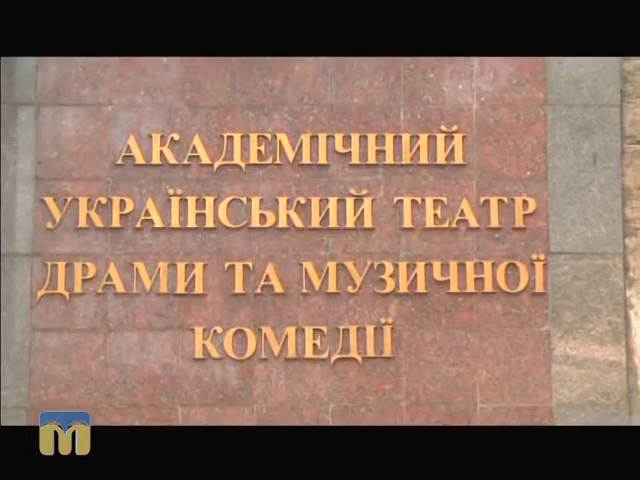 АКАДЕМІЧНИЙ
УКРАЇНСЬКИЙ ТЕАТР
ДРАМИ ТА МУЗИЧНОЇ
КОМЕДІЇ
М